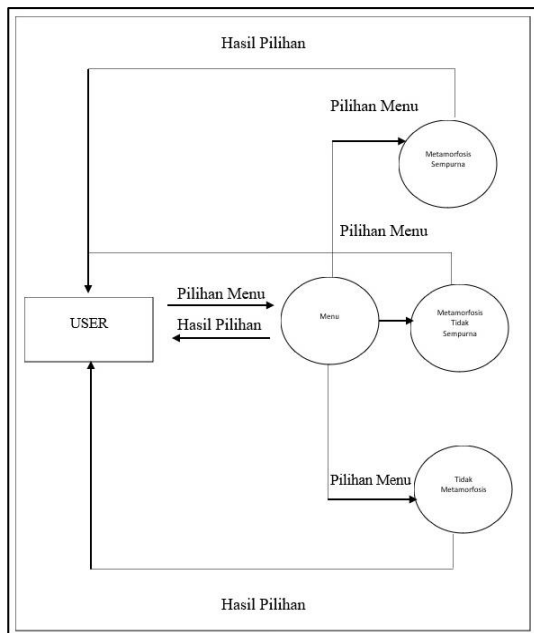 Hasil Pilihan
Pilihan Menu
Metamorfosis
Sempurna
Pilihan Menu
USER
Pilihan Menu
Hasil Pilihan
Menu
Metamorfosis
Tidak
Sempurna
Pilihan Menu
Tidak
Metamorfosis
Hasil Pilihan